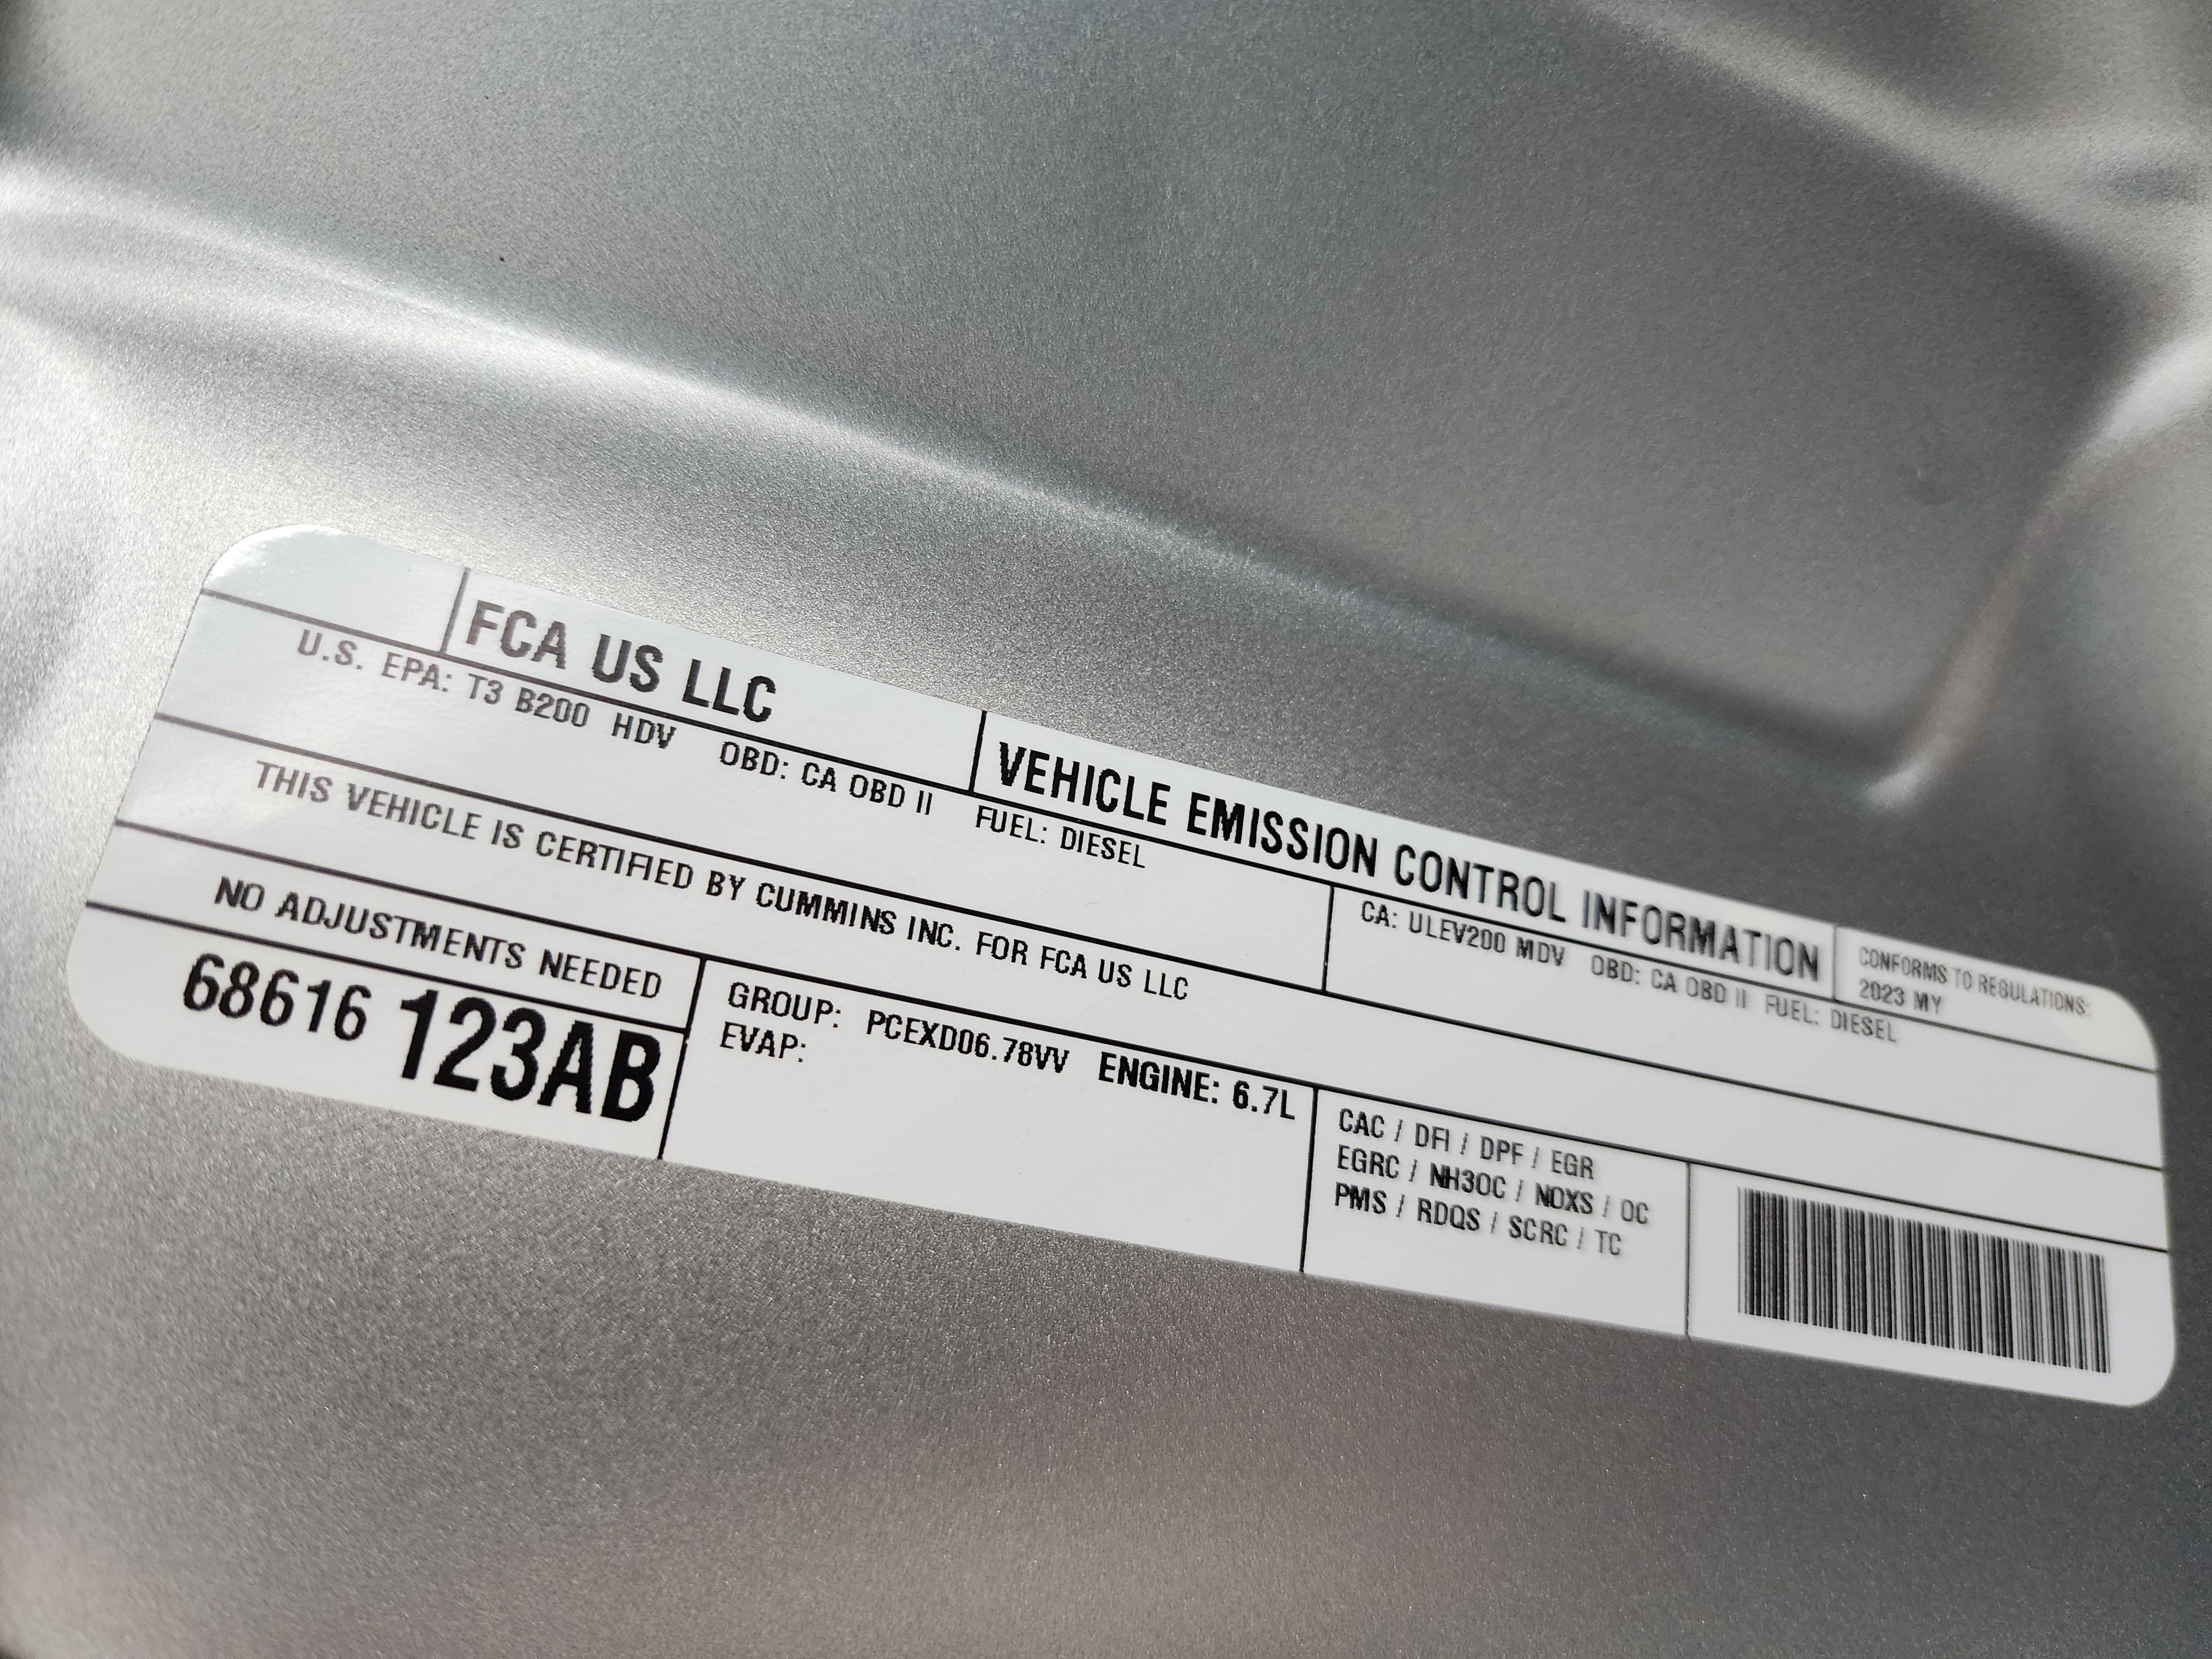 FCA US LLC
VEHICLE EMISSION CONTROL INFORMATION
CONFORMS TO REGULATIONS:
2023 MY
U.S. EPA: T3 B200 HDV OBD: CA OBD II FUEL: DIESEL
CA: ULEV200 MDV OBD: CA OBD II FUEL: DIESEL
THIS VEHICLE IS CERTIFIED BY CUMMINS INC. FOR FCA US LLC
NO ADJUSTMENTS NEEDED
68616 123AB
GROUP: PCEXD06.78VV ENGINE: 6.7L
EVAP:
CAC / DFI / DPF / EGR
EGRC / NH3OC / NOXS / OC
PMS / RDQS / SCRC / TC